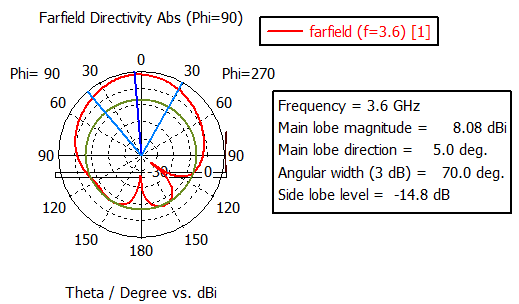 Farfield Directivity Abs (Phi=90)
farfield (f=3.6) [1]
0
Phi= 90 30 30 Phi=270
60 60
90 90
-30 0
120 120
150 150
180
Theta / Degree vs. dBi
Frequency = 3.6 GHz
Main lobe magnitude = 8.08 dBi
Main lobe direction = 5.0 deg.
Angular width (3 dB) = 70.0 deg.
Side lobe level = -14.8 dB